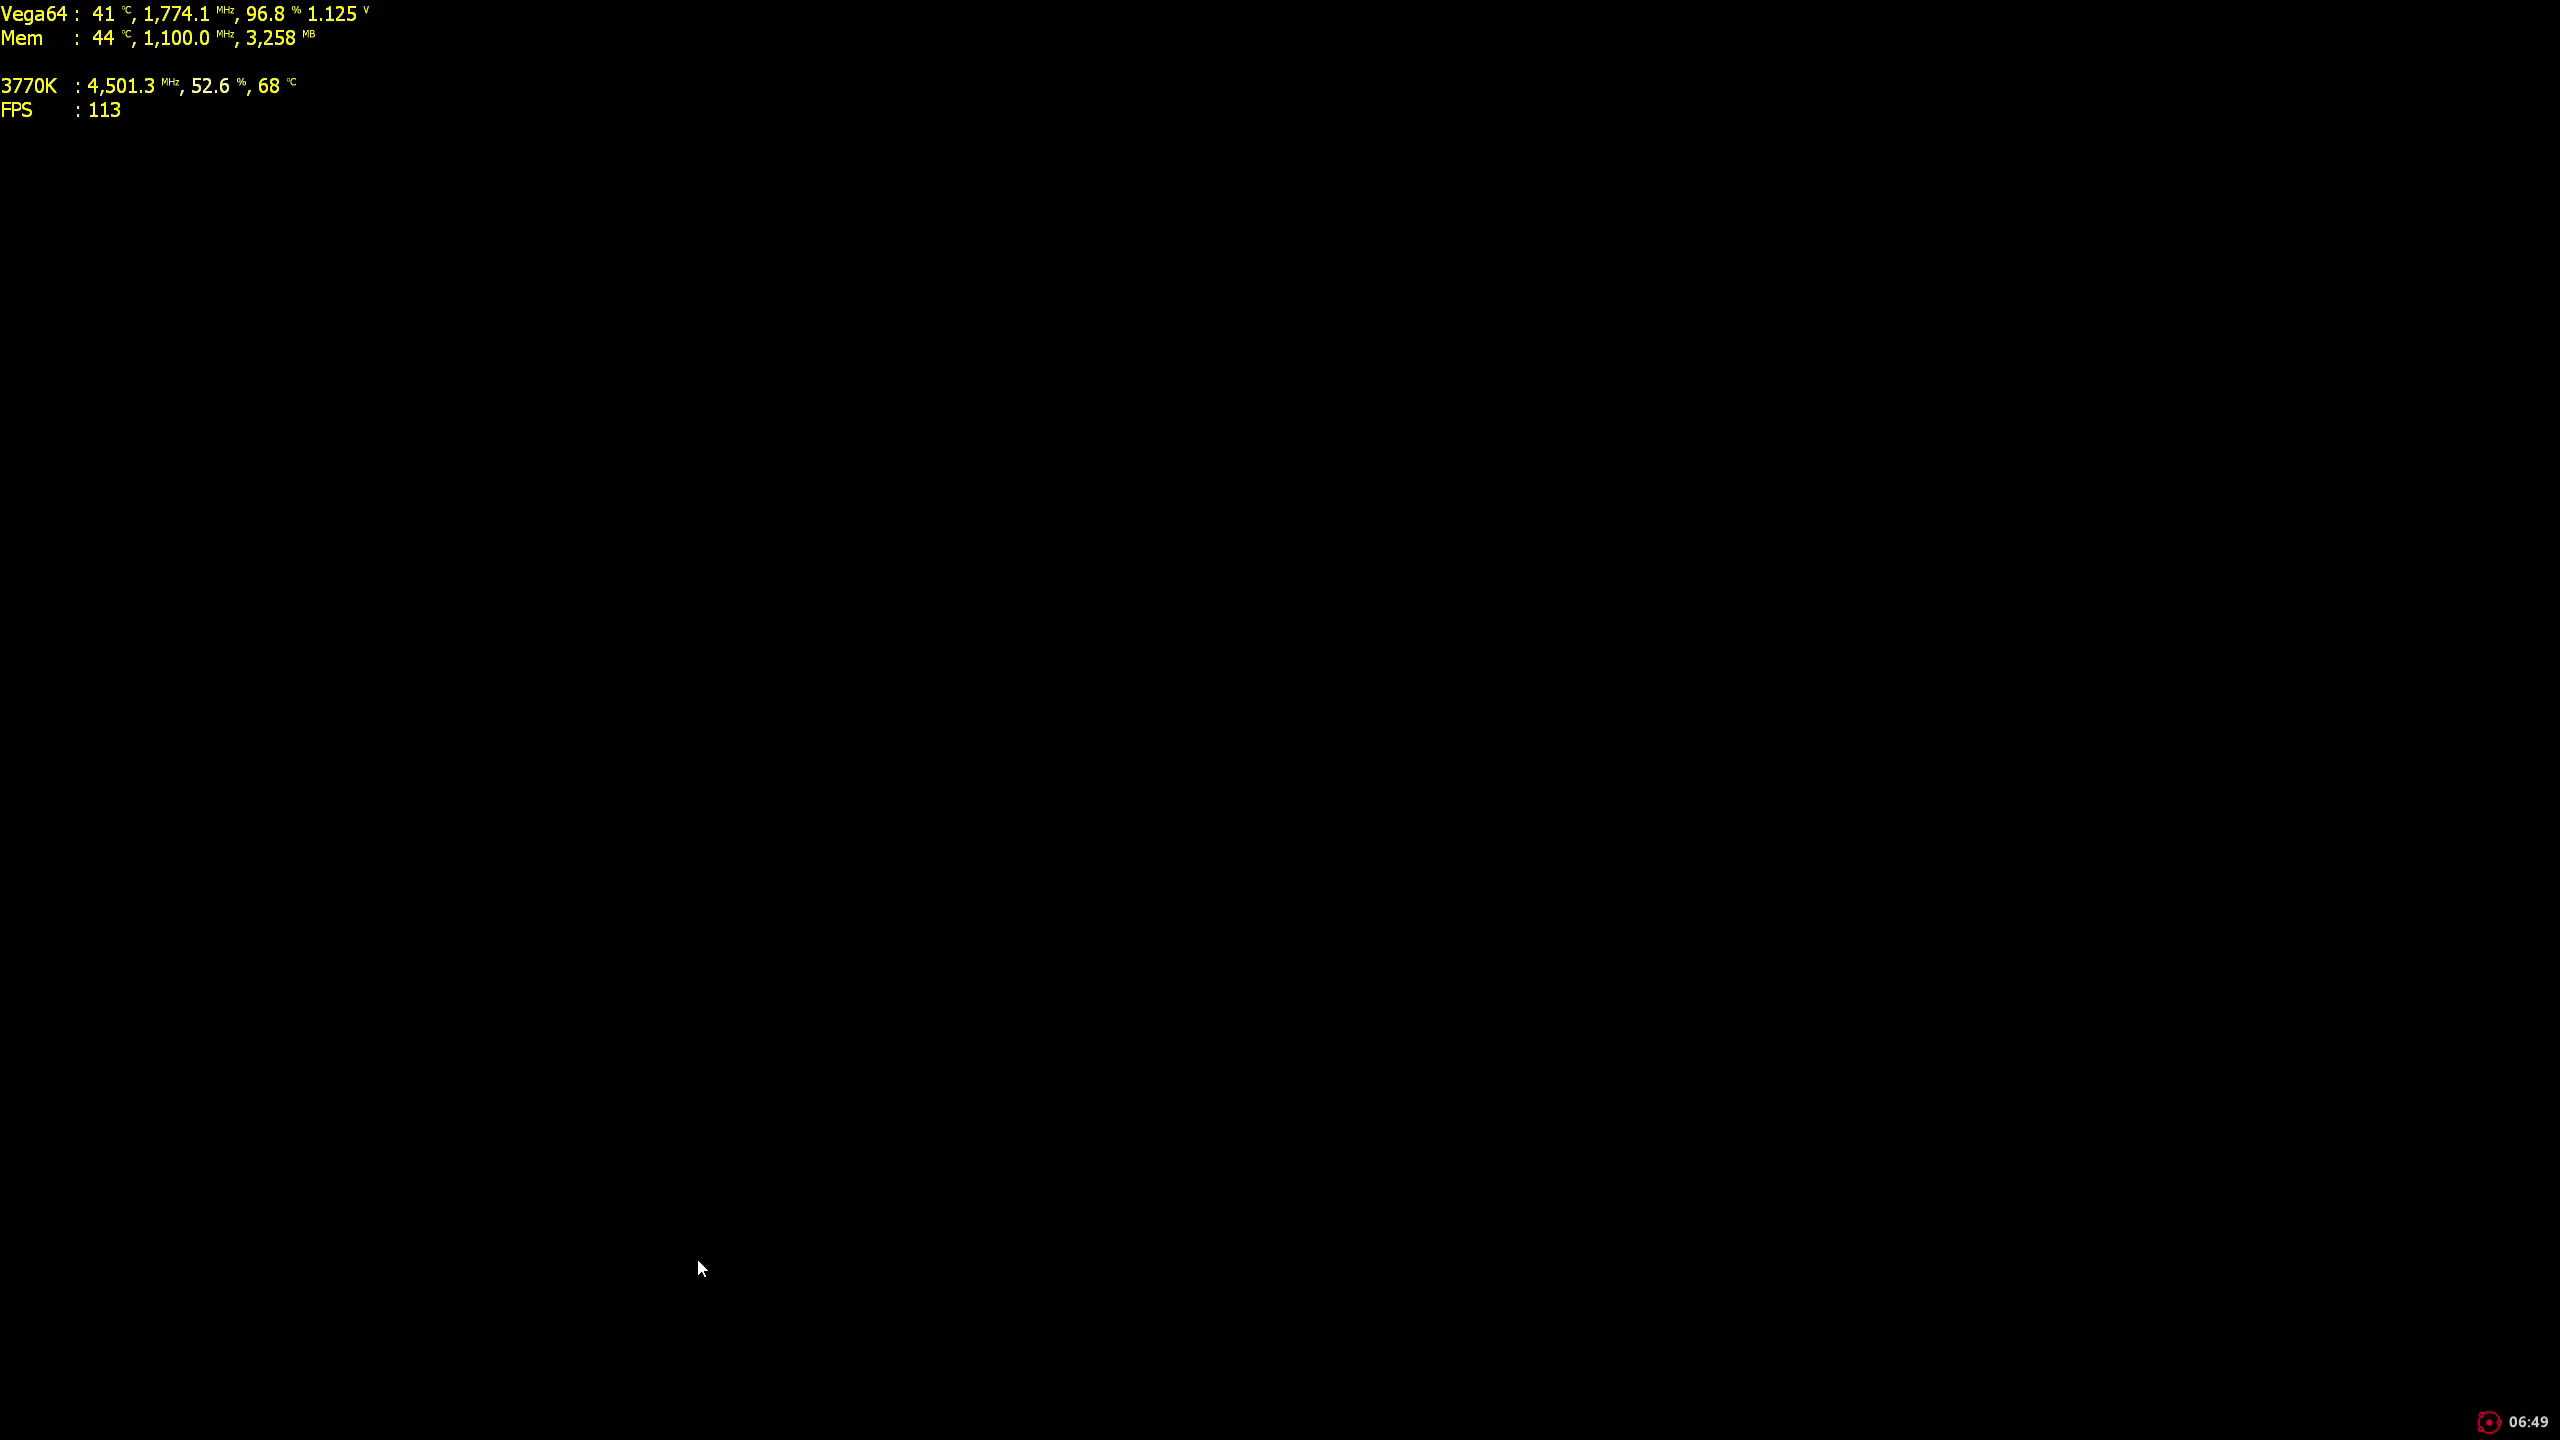 Vega64 : 41 °C, 1,774.1 MHz, 96.8 % 1.125 V
Mem : 44 °C, 1,100.0 MHz, 3,258 MB
3770K : 4,501.3 MHz, 52.6 %, 68 °C
FPS : 113
06:49